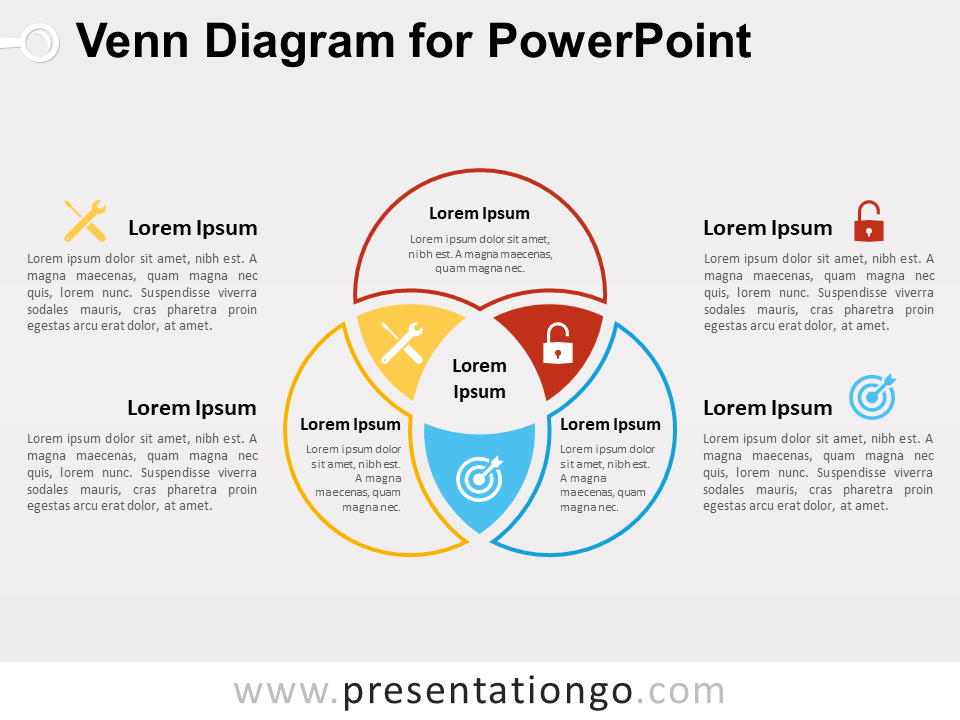 Venn Diagram for PowerPoint
Lorem Ipsum
Lorem ipsum dolor sit amet, nibh est. A
magna maecenas, quam magna nec
quis, lorem nunc. Suspendisse viverra
sodales mauris, cras pharetra proin
egestas arcu erat dolor, at amet.
Lorem Ipsum
Lorem ipsum dolor sit amet, nibh est. A
magna maecenas, quam magna nec
quis, lorem nunc. Suspendisse viverra
sodales mauris, cras pharetra proin
egestas arcu erat dolor, at amet.
Lorem Ipsum
Lorem ipsum dolor sit amet,
nibh est. A magna maecenas,
quam magna nec.
Lorem
Ipsum
Lorem Ipsum
Lorem ipsum dolor
sit amet, nibh est.
A magna
maecenas, quam
magna nec.
Lorem Ipsum
Lorem ipsum dolor
sit amet, nibh est.
A magna
maecenas, quam
magna nec.
Lorem Ipsum
Lorem ipsum dolor sit amet, nibh est. A
magna maecenas, quam magna nec
quis, lorem nunc. Suspendisse viverra
sodales mauris, cras pharetra proin
egestas arcu erat dolor, at amet.
Lorem Ipsum
Lorem ipsum dolor sit amet, nibh est. A
magna maecenas, quam magna nec
quis, lorem nunc. Suspendisse viverra
sodales mauris, cras pharetra proin
egestas arcu erat dolor, at amet.
www.presentationgo.com